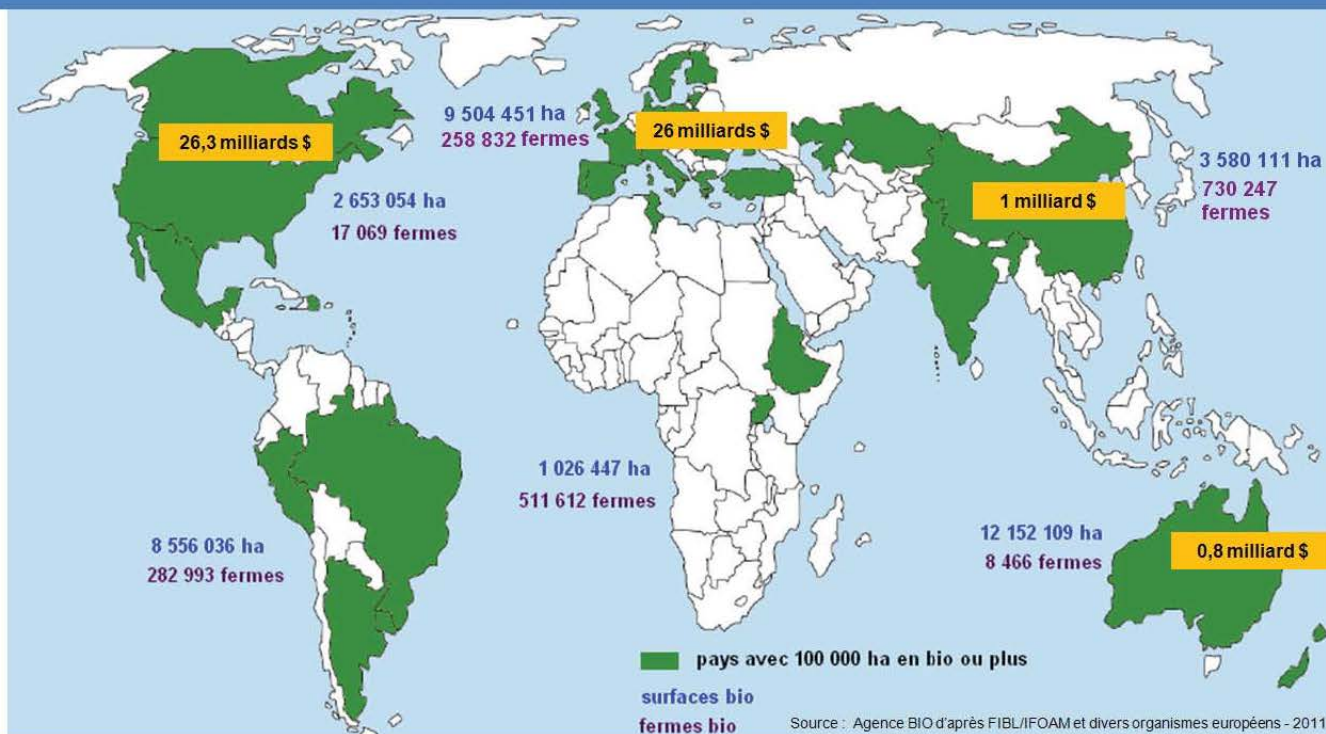 26,3 milliards $
2 653 054 ha
17 069 fermes
9 504 451 ha
258 832 fermes
26 milliards $
1 milliard $
3 580 111 ha
730 247
fermes
8 556 036 ha
282 993 fermes
1 026 447 ha
511 612 fermes
12 152 109 ha
8 466 fermes
0,8 milliard $
pays avec 100 000 ha en bio ou plus
surfaces bio
fermes bio
Source : Agence BIO d'après FIBL/IFOAM et divers organismes européens - 2011